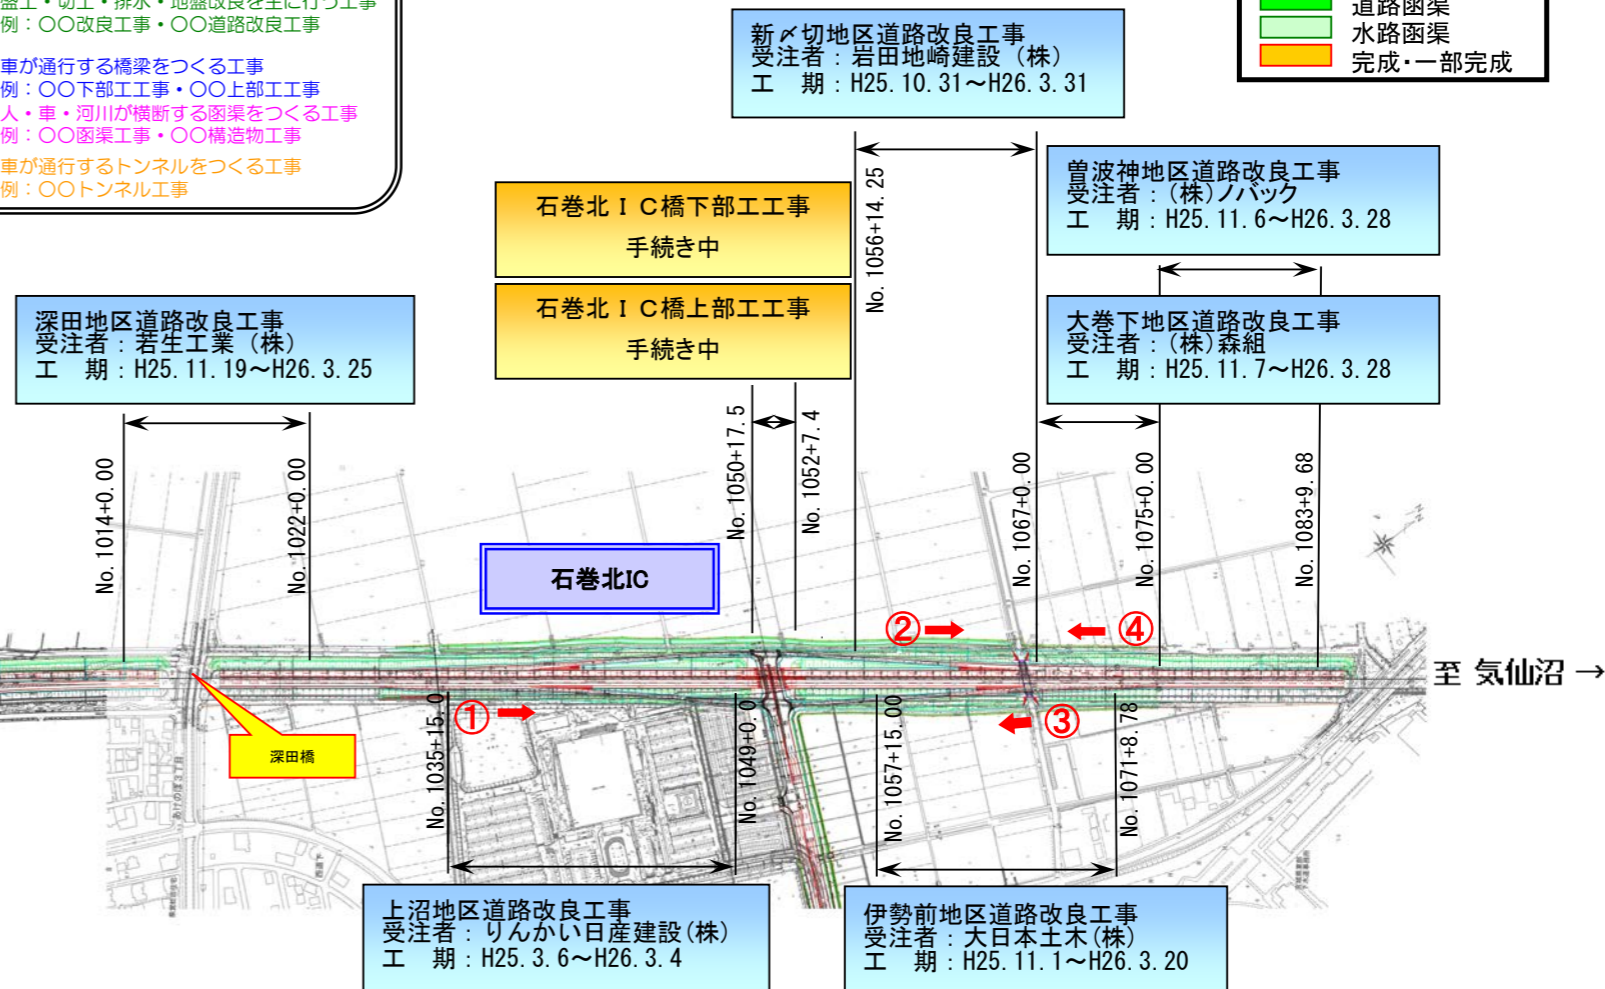 盛土・切土・排水・地盤改良を主に行う工事
例：〇〇改良工事・〇〇道路改良工事
車が通行する橋梁をつくる工事
例：〇〇下部工工事・〇〇上部工工事
人・車・河川が横断する函渠をつくる工事
例：〇〇函渠工事・〇〇構造物工事
車が通行するトンネルをつくる工事
例：〇〇トンネル工事
道路函渠
水路函渠
完成・一部完成
新〆切地区道路改良工事
受注者：岩田地崎建設（株）
工　期：H25.10.31～H26.3.31
曽波神地区道路改良工事
受注者：(株)ノバック
工　期：H25.11.6～H26.3.28
石巻北ＩＣ橋下部工工事
手続き中
石巻北ＩＣ橋上部工工事
手続き中
大巻下地区道路改良工事
受注者：(株)森組
工　期：H25.11.7～H26.3.28
深田地区道路改良工事
受注者：若生工業（株）
工　期：H25.11.19～H26.3.25
No.1014+0.00
No.1022+0.00
No.1050+17.5
No.1052+7.4
No.1056+14.25
No.1067+0.00
No.1075+0.00
No.1083+9.68
石巻北IC
②
④
至 気仙沼 →
①
③
深田橋
No.1035+15.0
No.1049+0.0
No.1057+15.00
No.1071+8.78
上沼地区道路改良工事
受注者：りんかい日産建設(株)
工　期：H25.3.6～H26.3.4
伊勢前地区道路改良工事
受注者：大日本土木(株)
工　期：H25.11.1～H26.3.20